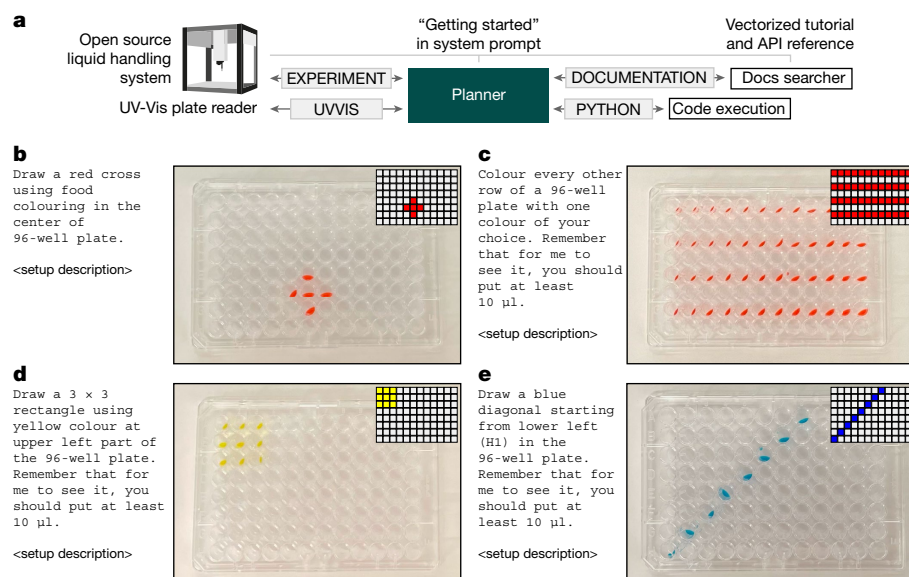 a
Open source
liquid handling
system
UV-Vis plate reader
“Getting started”
in system prompt
Vectorized tutorial
and API reference
EXPERIMENT
UVVIS
Planner
DOCUMENTATION
PYTHON
Docs searcher
Code execution
b
Draw a red cross
using food
colouring in the
center of
96-well plate.
<setup description>
c
Colour every other
row of a 96-well
plate with one
colour of your
choice. Remember
that for me to
see it, you should
put at least
10 µl.
<setup description>
d
Draw a 3 × 3
rectangle using
yellow colour at
upper left part of
the 96-well plate.
Remember that for
me to see it, you
should put at least
10 µl.
<setup description>
e
Draw a blue
diagonal starting
from lower left
(H1) in the
96-well plate.
Remember that for
me to see it, you
should put at
least 10 µl.
<setup description>